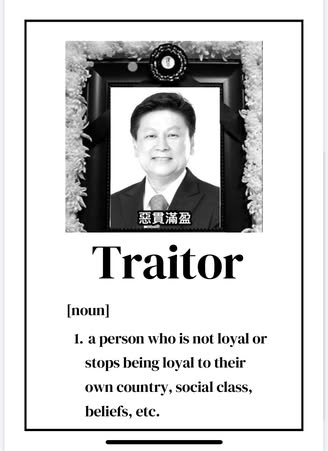 惡貫滿盈
Traitor
[noun]
1. a person who is not loyal or
stops being loyal to their
own country, social class,
beliefs, etc.